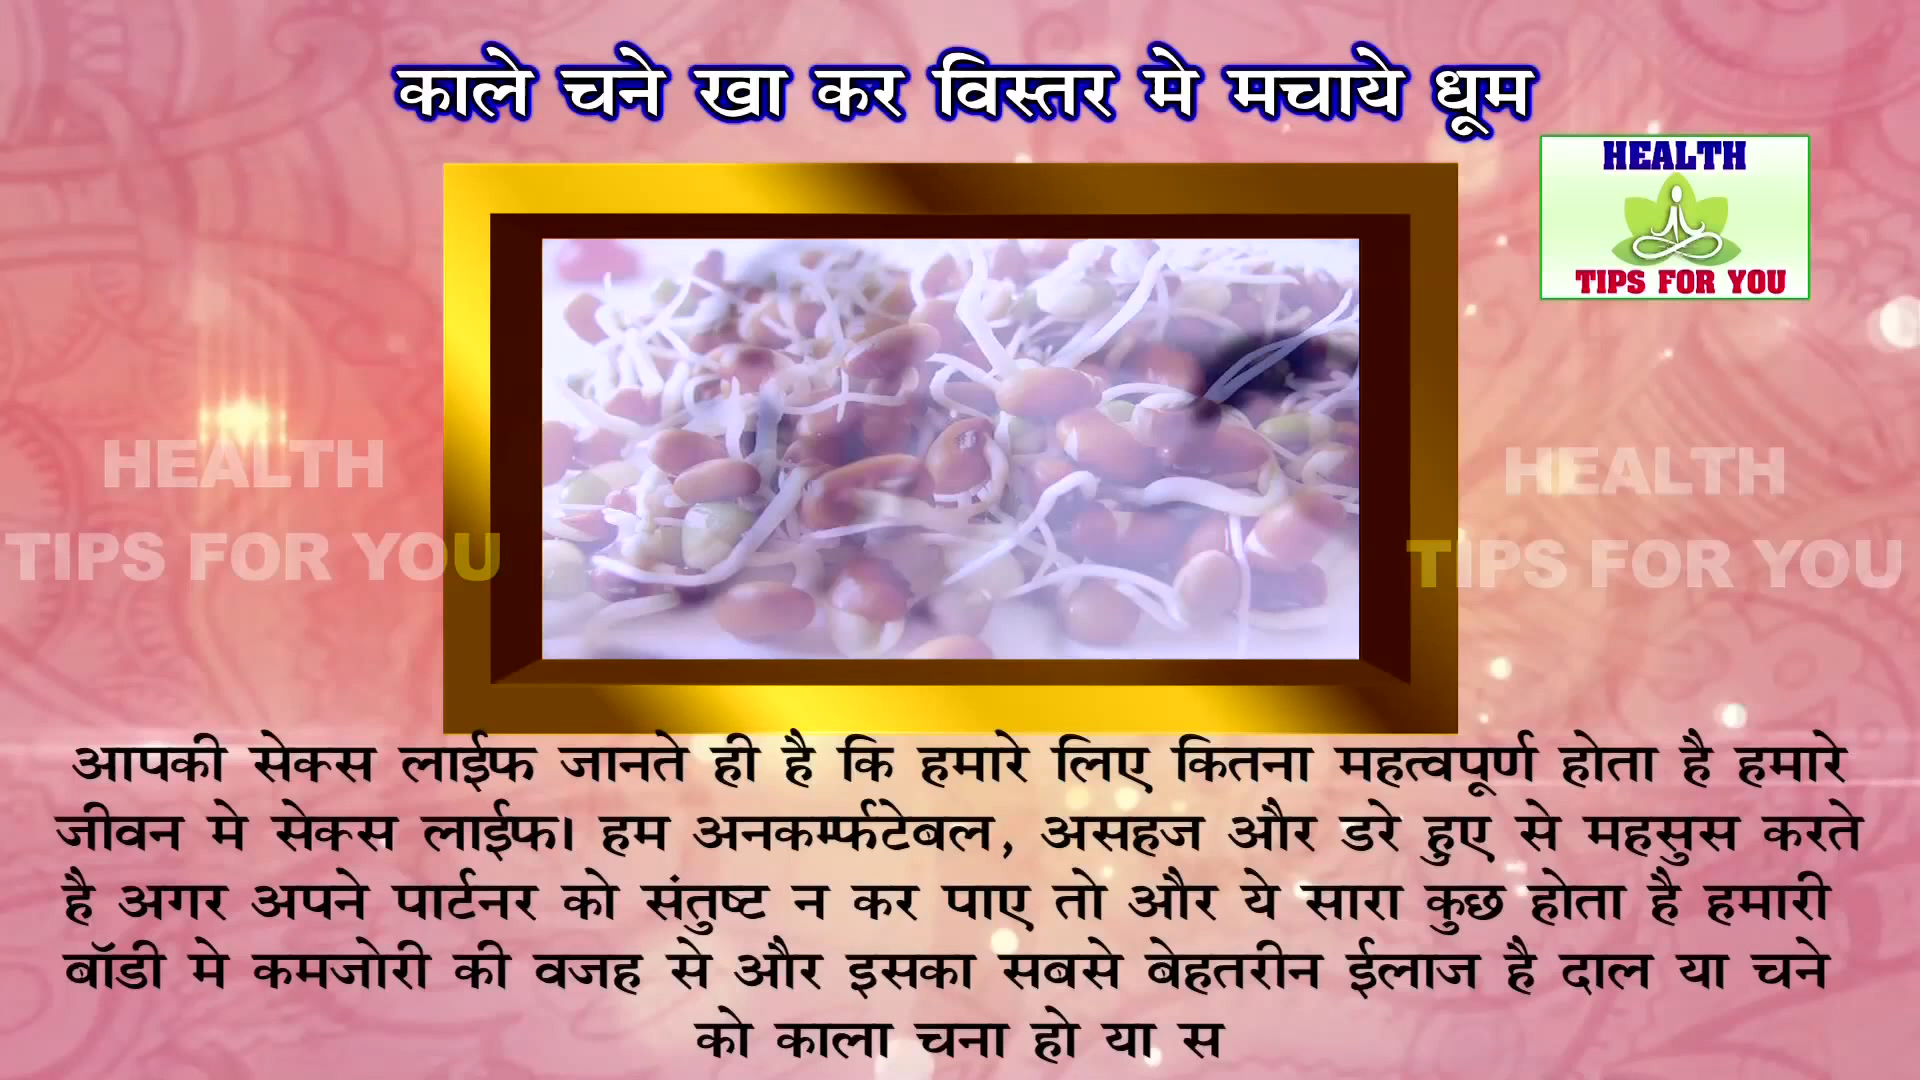 काले चने खा कर विस्तर मे मचाये धूम
HEALTH
TIPS FOR YOU
HEALTH
TIPS FOR YOU
HEALTH
TIPS FOR YOU
आपकी सेक्स लाईफ जानते ही है कि हमारे लिए कितना महत्वपूर्ण होता है हमारे
जीवन मे सेक्स लाईफ। हम अनकर्म्फटेबल, असहज और डरे हुए से महसुस करते
है अगर अपने पार्टनर को संतुष्ट न कर पाए तो और ये सारा कुछ होता है हमारी
बॉडी मे कमजोरी की वजह से और इसका सबसे बेहतरीन ईलाज है दाल या चने
को काला चना हो या स